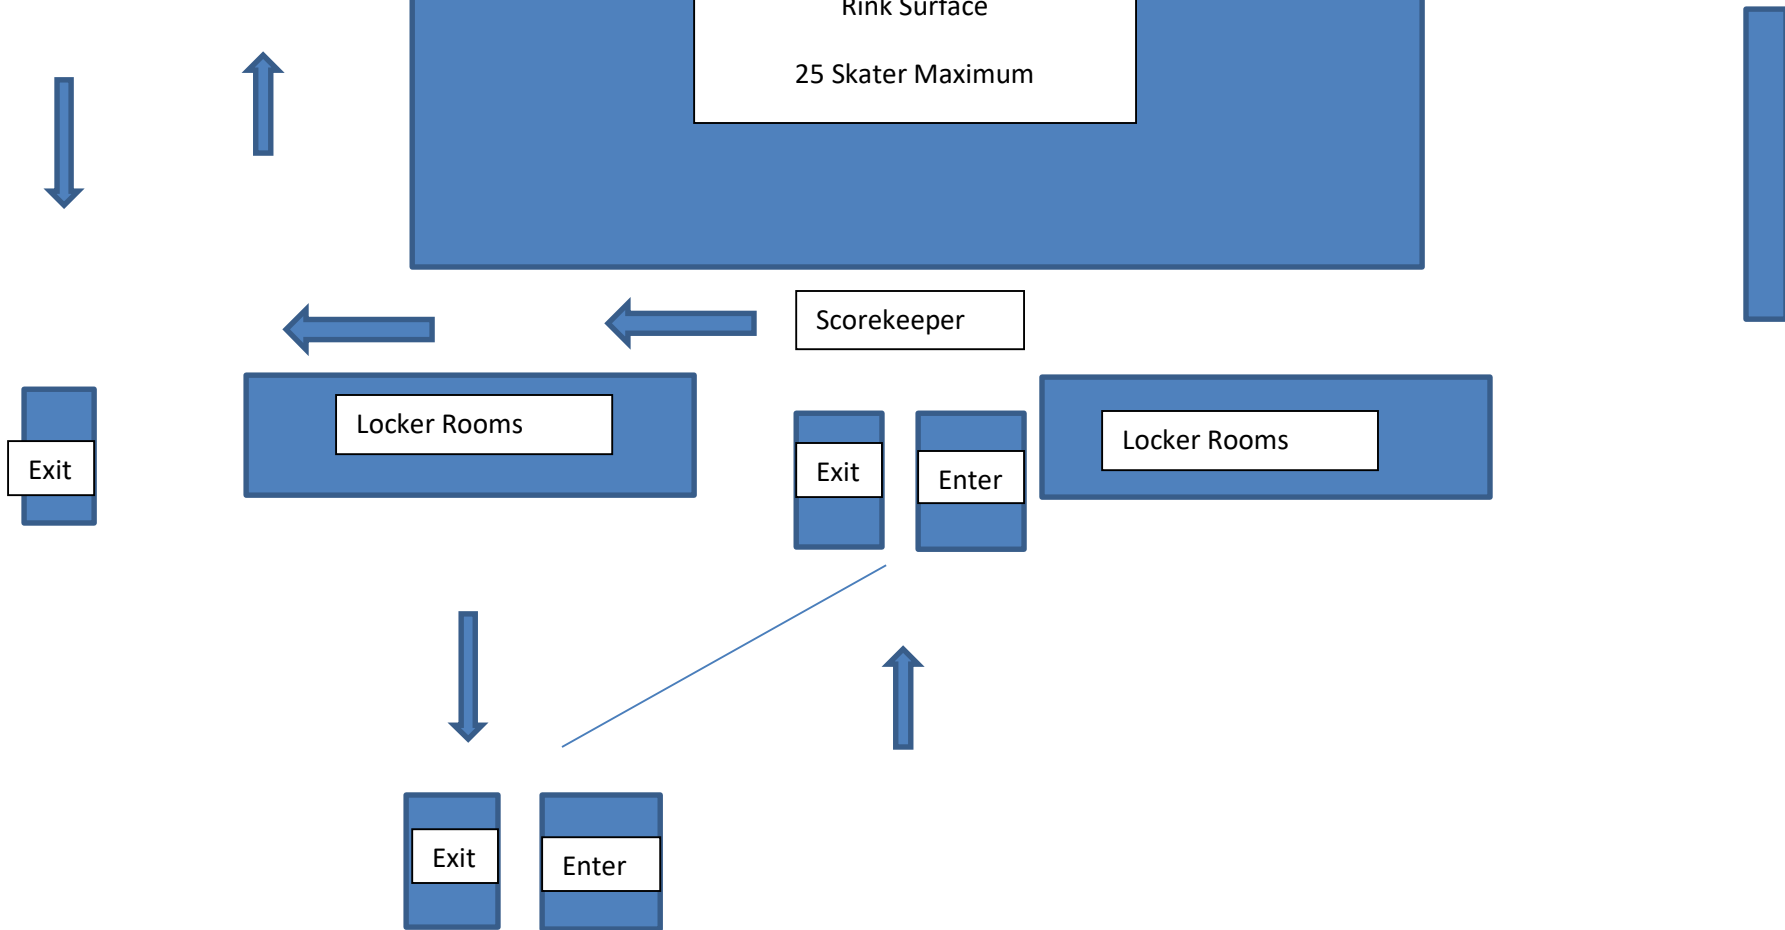 Rink Surface
25 Skater Maximum
Scorekeeper
Locker Rooms
Locker Rooms
Exit
Exit
Enter
Exit
Enter